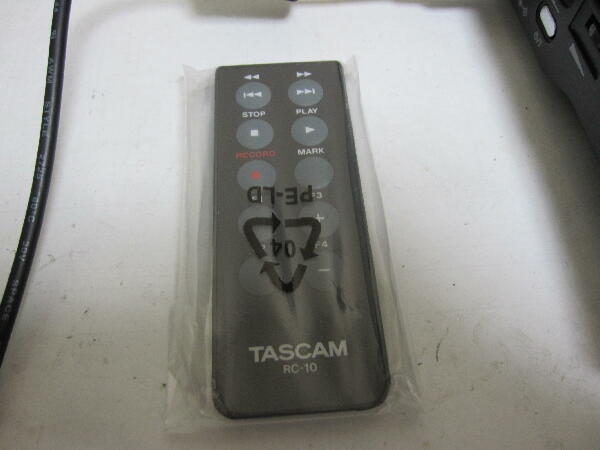 STOP PLAY
RECORD MARK
F3
PE-LD
+
04
F4
-
TASCAM
RC-10